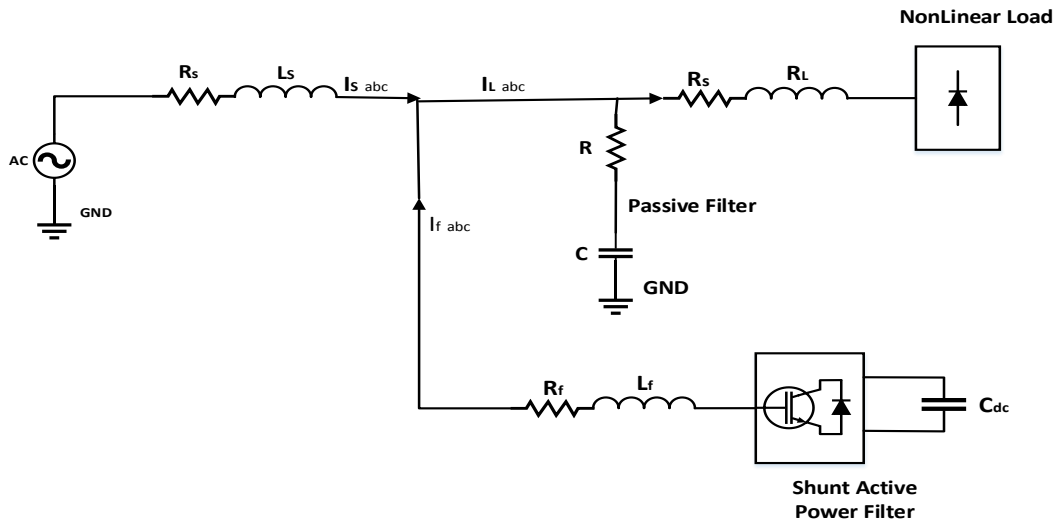 NonLinear Load
Rs
Ls
Is abc
IL abc
Rs
RL
AC
GND
R
Passive Filter
If abc
C
GND
Rf
Lf
Cdc
Shunt Active
Power Filter